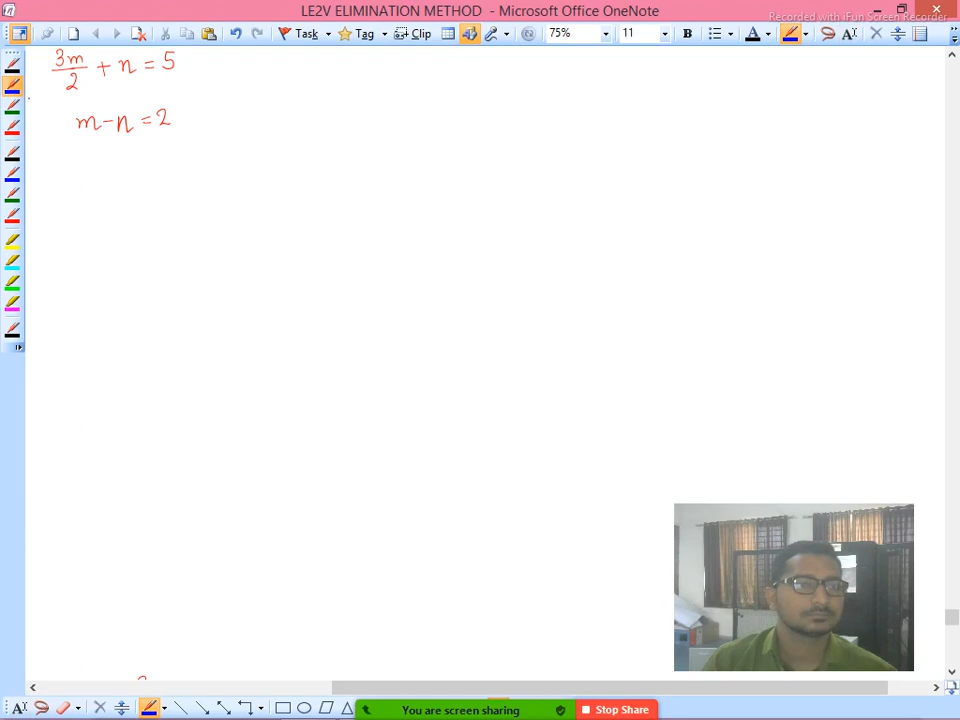 LE2V ELIMINATION METHOD - Microsoft Office OneNote
Recorded with iFun Screen Recorder
Task Tag Clip 75% 11 B A A
3m/2 + n = 5
m - n = 2
A You are screen sharing Stop Share